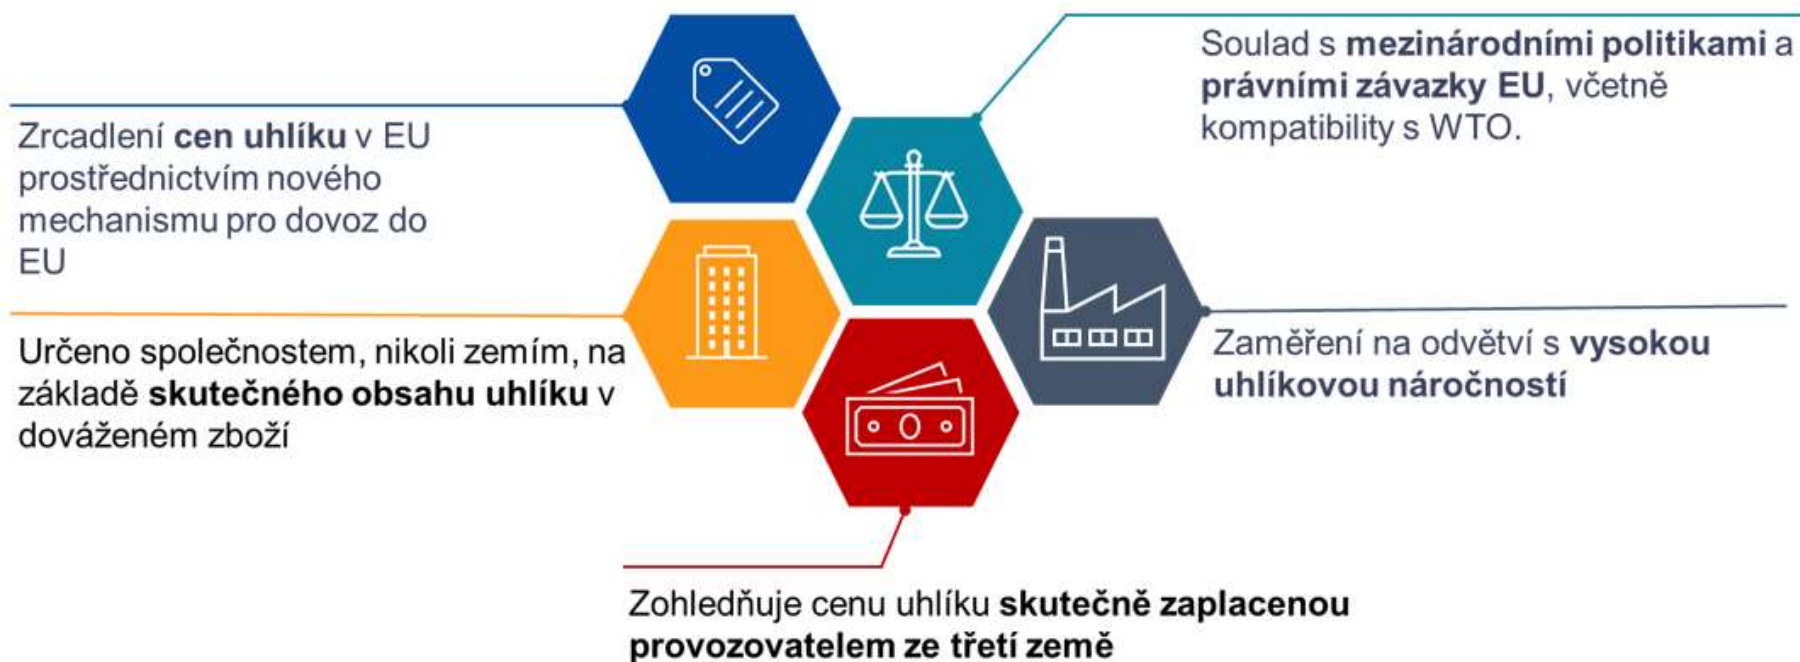 Zrcadlení cen uhlíku v EU
prostřednictvím nového
mechanismu pro dovoz do
EU
Určeno společnostem, nikoli zemím, na
základě skutečného obsahu uhlíku v
dováženém zboží
Soulad s mezinárodními politikami a
právními závazky EU, včetně
kompatibility s WTO.
Zaměření na odvětví s vysokou
uhlíkovou náročností
Zohledňuje cenu uhlíku skutečně zaplacenou
provozovatelem ze třetí země